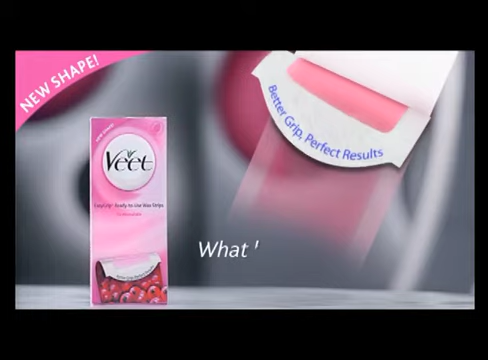 NEW SHAPE!
Better Grip, Perfect Results
Veet
EasyGrip Ready-to-Use Wax Strips
What